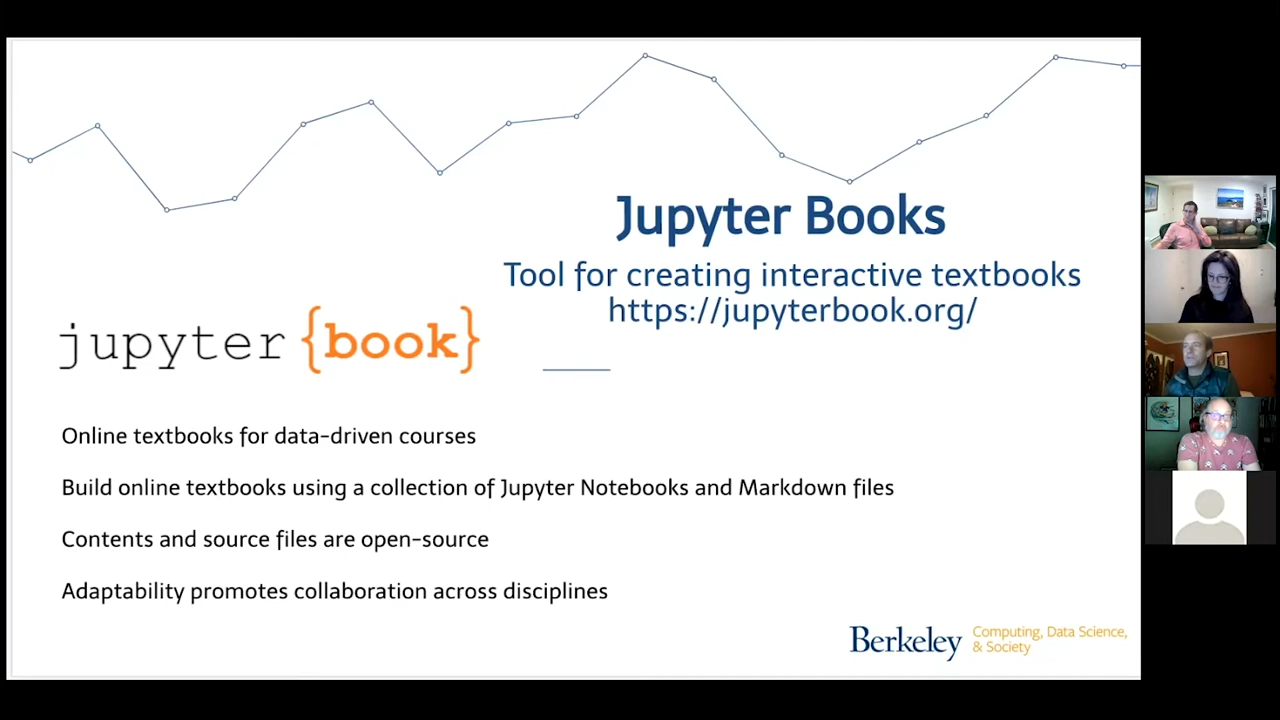 Jupyter Books
Tool for creating interactive textbooks
https://jupyterbook.org/
jupyter {book}
Online textbooks for data-driven courses
Build online textbooks using a collection of Jupyter Notebooks and Markdown files
Contents and source files are open-source
Adaptability promotes collaboration across disciplines
Berkeley
Computing, Data Science,
& Society